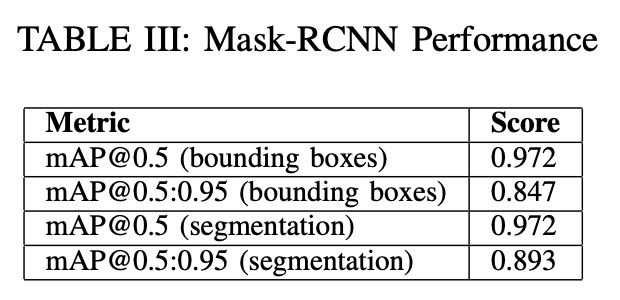 TABLE III: Mask-RCNN Performance
Metric Score
mAP@0.5 (bounding boxes) 0.972
mAP@0.5:0.95 (bounding boxes) 0.847
mAP@0.5 (segmentation) 0.972
mAP@0.5:0.95 (segmentation) 0.893